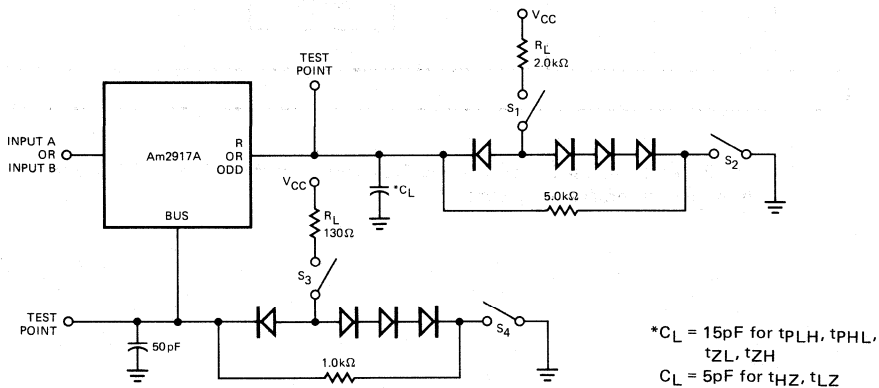 VCC
RL
2.0kΩ
TEST
POINT
S1
INPUT A
OR
INPUT B
Am2917A
R
OR
ODD
BUS
*CL
S2
5.0kΩ
VCC
RL
130Ω
S3
TEST
POINT
50pF
S4
1.0kΩ
*CL = 15pF for tPLH, tPHL,
tZL, tZH
CL = 5pF for tHZ, tLZ